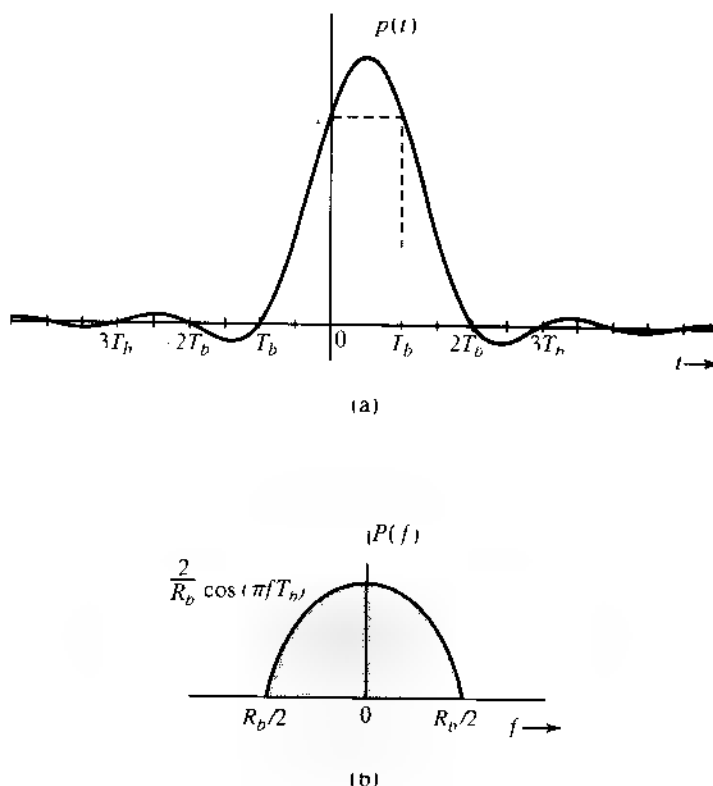 p(t)
3T_b 2T_b T_b 0 T_b 2T_b 3T_b
t→
(a)
P(f)
2/R_b cos (πfT_b)
R_b/2 0 R_b/2 f→
(b)